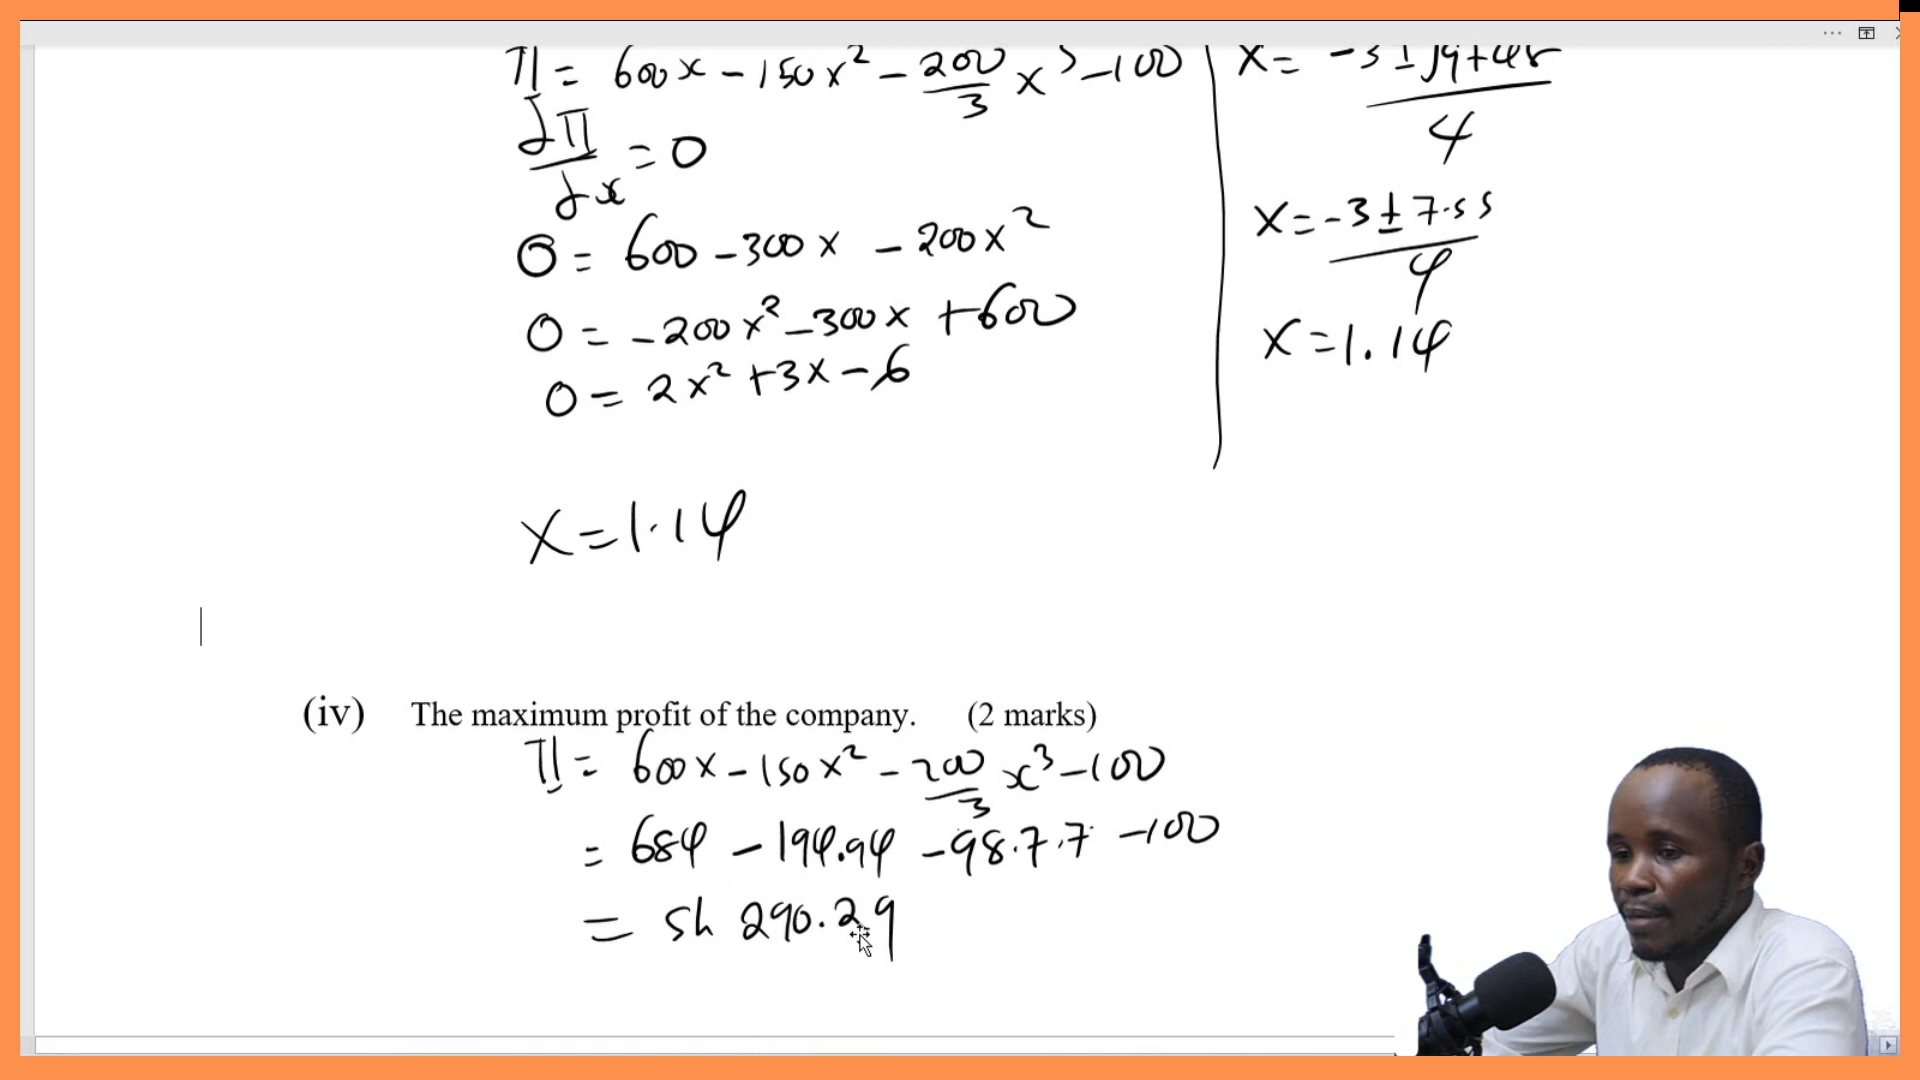 π = 600x - 150x² - 200/3 x³ - 100
dπ/dx = 0
0 = 600 - 300x - 200x²
0 = -200x² - 300x + 600
0 = 2x² + 3x - 6
x = 1.14
x = -3 ± √9+48 / 4
x = -3 ± 7.55 / 4
x = 1.14
(iv) The maximum profit of the company. (2 marks)
π = 600x - 150x² - 200/3 x³ - 100
= 684 - 194.94 - 98.7.7 - 100
= sh 290.29